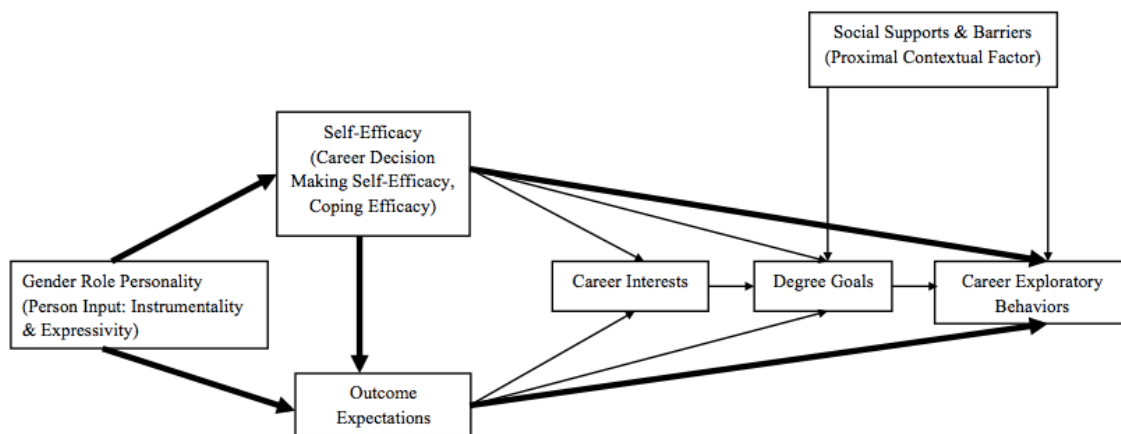 Social Supports & Barriers
(Proximal Contextual Factor)
Self-Efficacy
(Career Decision
Making Self-Efficacy,
Coping Efficacy)
Gender Role Personality
(Person Input: Instrumentality
& Expressivity)
Career Interests
Degree Goals
Career Exploratory
Behaviors
Outcome
Expectations